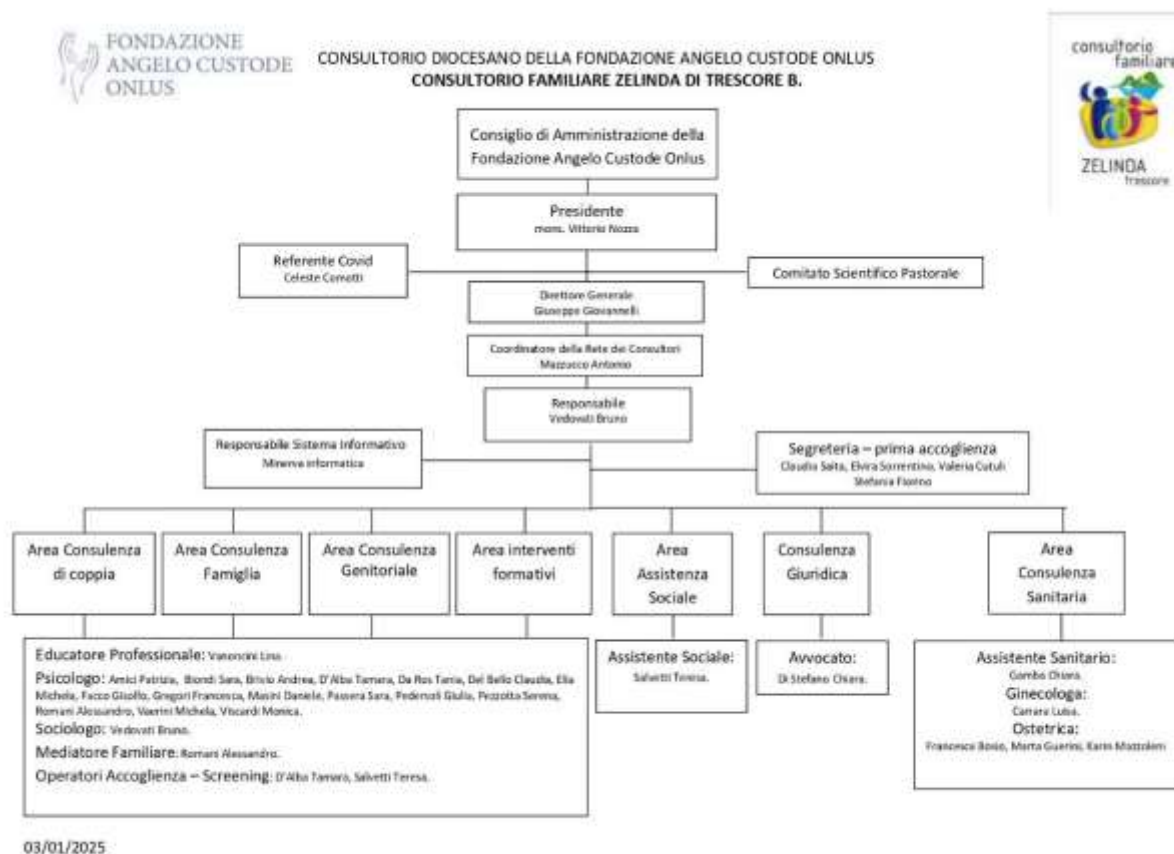 FONDAZIONE
ANGELO CUSTODE
ONLUS
CONSULTORIO DIOCESANO DELLA FONDAZIONE ANGELO CUSTODE ONLUS
CONSULTORIO FAMILIARE ZELINDA DI TRESCORE B.
consultorio
familiare
ZELINDA
trescore
Consiglio di Amministrazione della
Fondazione Angelo Custode Onlus
Presidente
mons. Vittorio Nozza
Referente Covid
Celeste Comotti
Comitato Scientifico Pastorale
Direttore Generale
Giuseppe Giovannelli
Coordinatore della Rete dei Consultori
Mazzucco Antonio
Responsabile
Vedovati Bruno
Responsabile Sistema Informativo
Minerva informatica
Segreteria – prima accoglienza
Claudia Saita, Elvira Sorrentino, Valeria Cutuli
Stefania Fiorino
Area Consulenza
di coppia
Area Consulenza
Famiglia
Area Consulenza
Genitoriale
Area interventi
formativi
Area
Assistenza
Sociale
Consulenza
Giuridica
Area
Consulenza
Sanitaria
Educatore Professionale: Vanoncini Lina.
Psicologo: Amici Patrizia, Biondi Sara, Brivio Andrea, D'Alba Tamara, Da Ros Tania, Del Bello Claudia, Elia
Michela, Facco Gisolfo, Gregori Francesca, Masini Daniele, Passera Sara, Pedersoli Giulia, Pezzotta Serena,
Romani Alessandro, Vaerini Michela, Viscardi Monica.
Sociologo: Vedovati Bruno.
Mediatore Familiare: Romani Alessandro.
Operatori Accoglienza – Screening: D'Alba Tamara, Salvetti Teresa.
Assistente Sociale:
Salvetti Teresa.
Avvocato:
Di Stefano Chiara.
Assistente Sanitario:
Gamba Chiara.
Ginecologa:
Carrara Luisa.
Ostetrica:
Francesca Bosio, Marta Guerini, Karin Mazzoleni
03/01/2025